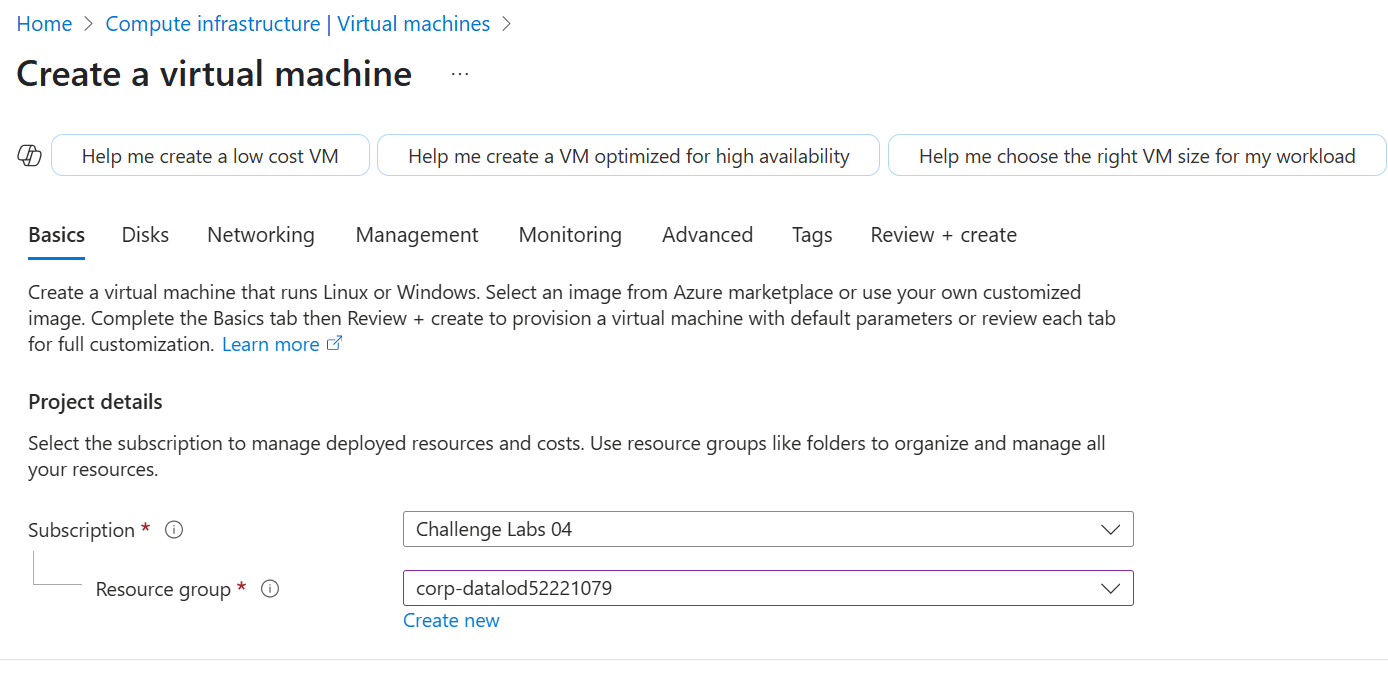 Home > Compute infrastructure | Virtual machines >
Create a virtual machine ...
Help me create a low cost VM
Help me create a VM optimized for high availability
Help me choose the right VM size for my workload
Basics Disks Networking Management Monitoring Advanced Tags Review + create
Create a virtual machine that runs Linux or Windows. Select an image from Azure marketplace or use your own customized
image. Complete the Basics tab then Review + create to provision a virtual machine with default parameters or review each tab
for full customization. Learn more
Project details
Select the subscription to manage deployed resources and costs. Use resource groups like folders to organize and manage all
your resources.
Subscription * Challenge Labs 04
Resource group * corp-datalod52221079
Create new